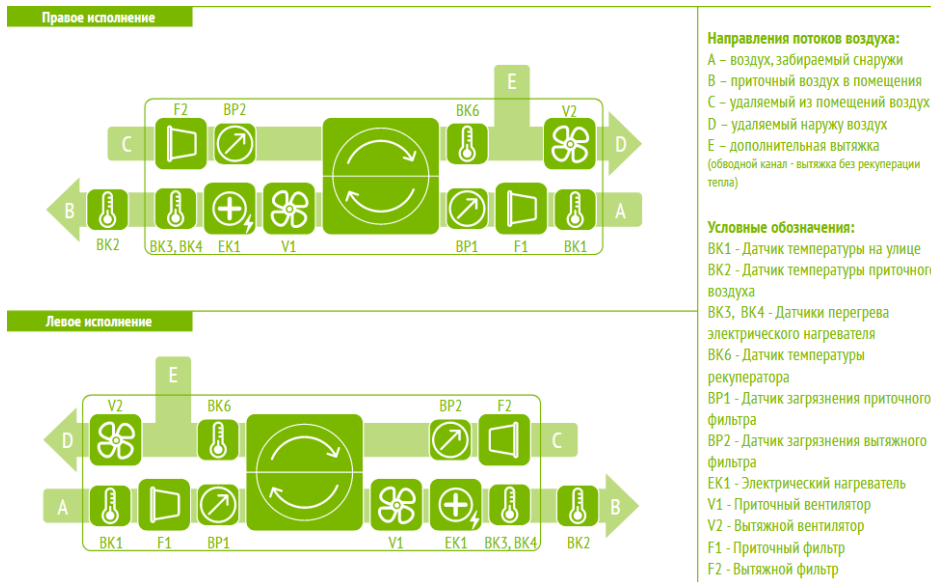 Правое исполнение
E
F2 BP2 BK6 V2
C D
B A
BK2 BK3, BK4 EK1 V1 BP1 F1 BK1
Левое исполнение
E
V2 BK6 BP2 F2
D C
A B
BK1 F1 BP1 V1 EK1 BK3, BK4 BK2
Направления потоков воздуха:
A – воздух, забираемый снаружи
B – приточный воздух в помещения
C – удаляемый из помещений воздух
D – удаляемый наружу воздух
E – дополнительная вытяжка
(обводной канал - вытяжка без рекуперации
тепла)
Условные обозначения:
BK1 - Датчик температуры на улице
BK2 - Датчик температуры приточного
воздуха
BK3, BK4 - Датчики перегрева
электрического нагревателя
BK6 - Датчик температуры
рекуператора
BP1 - Датчик загрязнения приточного
фильтра
BP2 - Датчик загрязнения вытяжного
фильтра
EK1 - Электрический нагреватель
V1 - Приточный вентилятор
V2 - Вытяжной вентилятор
F1 - Приточный фильтр
F2 - Вытяжной фильтр